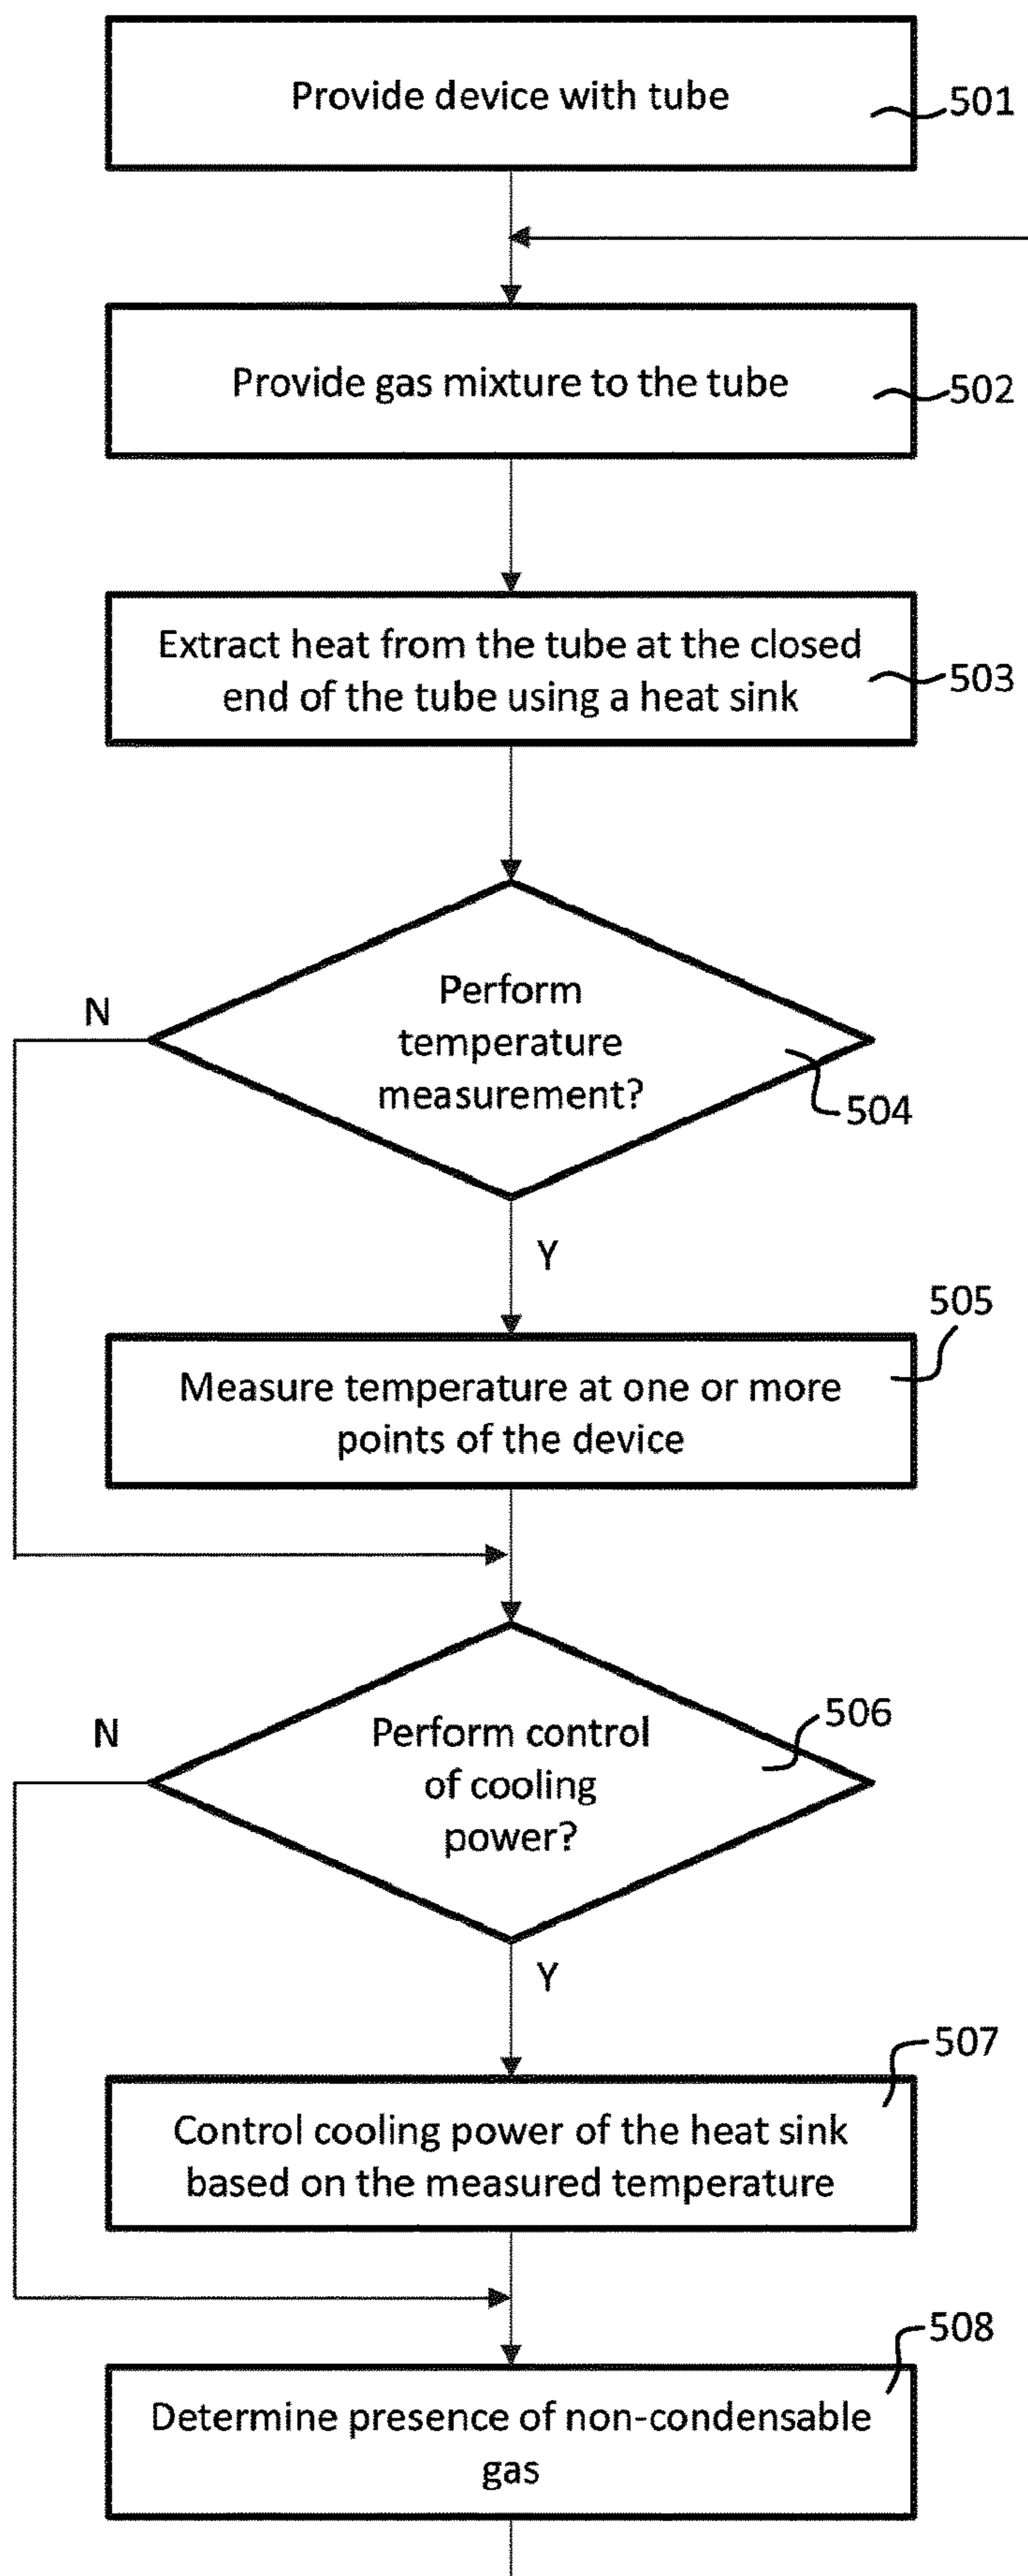 Provide device with tube
501
Provide gas mixture to the tube
502
Extract heat from the tube at the closed
end of the tube using a heat sink
503
N
Perform
temperature
measurement?
504
Y
505
Measure temperature at one or more
points of the device
N
Perform control
of cooling
power?
506
Y
507
Control cooling power of the heat sink
based on the measured temperature
508
Determine presence of non-condensable
gas